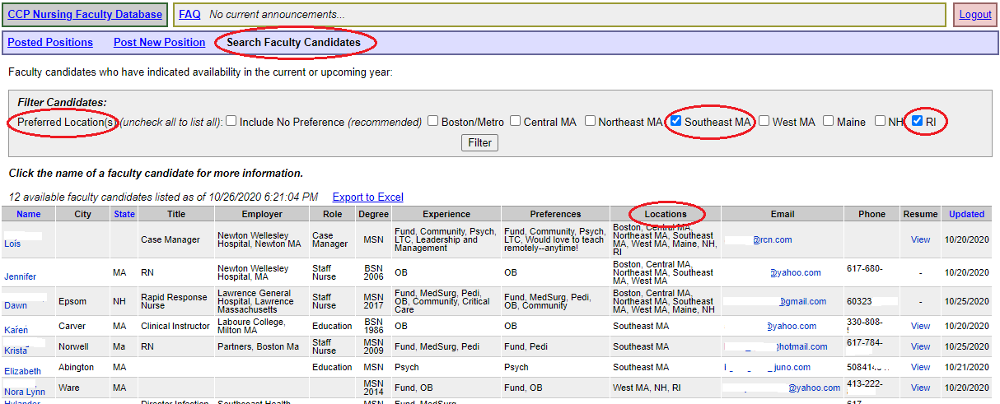 CCP Nursing Faculty Database FAQ No current announcements... Logout
Posted Positions Post New Position Search Faculty Candidates
Faculty candidates who have indicated availability in the current or upcoming year:
Filter Candidates:
Preferred Location(s) (uncheck all to list all): Include No Preference (recommended) Boston/Metro Central MA Northeast MA Southeast MA West MA Maine NH RI
Filter
Click the name of a faculty candidate for more information.
12 available faculty candidates listed as of 10/26/2020 6:21:04 PM Export to Excel
Name City State Title Employer Role Degree Experience Preferences Locations Email Phone Resume Updated
Lois Case Manager Newton Wellesley Hospital, Newton MA Case Manager MSN Fund, Community, Psych, LTC, Leadership and Management Fund, Community, Psych, LTC, Would love to teach remotely--anytime! Boston, Central MA, Northeast MA, Southeast MA, West MA, Maine, NH, RI @rcn.com View 10/20/2020
Jennifer MA RN Newton Wellesley Hospital, MA Staff Nurse BSN 2006 OB OB Boston, Central MA, Northeast MA, Southeast MA, West MA @yahoo.com 617-680- - 10/20/2020
Dawn Epsom NH Rapid Response Nurse Lawrence General Hospital, Lawrence Massachusetts Staff Nurse MSN 2017 Fund, MedSurg, Pedi, OB, Community, Critical Care Fund, MedSurg, Pedi, OB, Community Boston, Central MA, Northeast MA, Southeast MA, West MA, Maine, NH @gmail.com 60323 - 10/25/2020
Karen Carver MA Clinical Instructor Laboure College, Milton MA Education BSN 1986 OB OB Southeast MA @yahoo.com 330-808- View 10/20/2020
Krista Norwell Ma RN Partners, Boston Ma Staff Nurse MSN 2009 Fund, MedSurg, Pedi Fund, Pedi Southeast MA @hotmail.com 617-784- View 10/25/2020
Elizabeth Abington MA Education MSN Psych Psych Southeast MA juno.com 50841 View 10/21/2020
Nora Lynn Ware MA MSN 2014 Fund, OB Fund, OB West MA, NH, RI @yahoo.com 413-222- View 10/20/2020
Director Infection Southeast Health MSN Fund, MedSurg, 617-